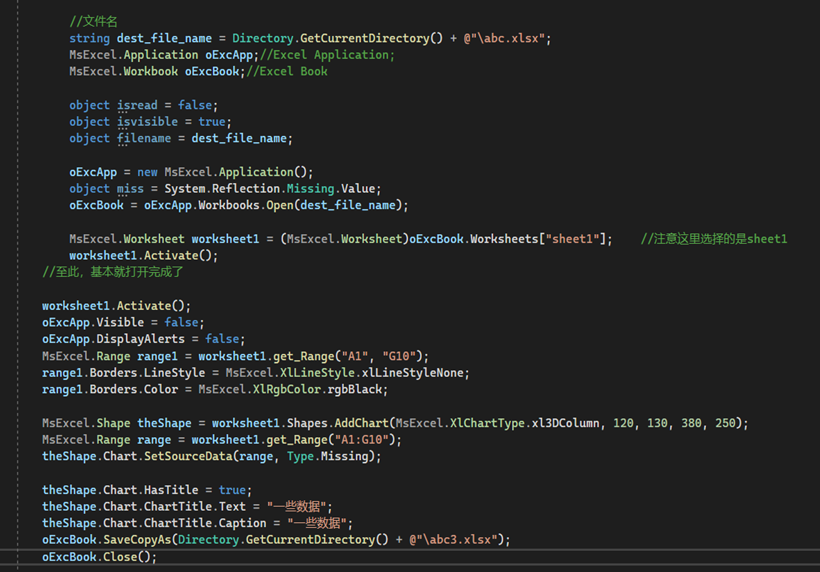 //文件名
string dest_file_name = Directory.GetCurrentDirectory() + @"\abc.xlsx";
MsExcel.Application oExcApp;//Excel Application;
MsExcel.Workbook oExcBook;//Excel Book
object isread = false;
object isvisible = true;
object filename = dest_file_name;
oExcApp = new MsExcel.Application();
object miss = System.Reflection.Missing.Value;
oExcBook = oExcApp.Workbooks.Open(dest_file_name);
MsExcel.Worksheet worksheet1 = (MsExcel.Worksheet)oExcBook.Worksheets["sheet1"];    //注意这里选择的是sheet1
worksheet1.Activate();
//至此，基本就打开完成了
worksheet1.Activate();
oExcApp.Visible = false;
oExcApp.DisplayAlerts = false;
MsExcel.Range range1 = worksheet1.get_Range("A1", "G10");
range1.Borders.LineStyle = MsExcel.XlLineStyle.xlLineStyleNone;
range1.Borders.Color = MsExcel.XlRgbColor.rgbBlack;
MsExcel.Shape theShape = worksheet1.Shapes.AddChart(MsExcel.XlChartType.xl3DColumn, 120, 130, 380, 250);
MsExcel.Range range = worksheet1.get_Range("A1:G10");
theShape.Chart.SetSourceData(range, Type.Missing);
theShape.Chart.HasTitle = true;
theShape.Chart.ChartTitle.Text = "一些数据";
theShape.Chart.ChartTitle.Caption = "一些数据";
oExcBook.SaveCopyAs(Directory.GetCurrentDirectory() + @"\abc3.xlsx");
oExcBook.Close();